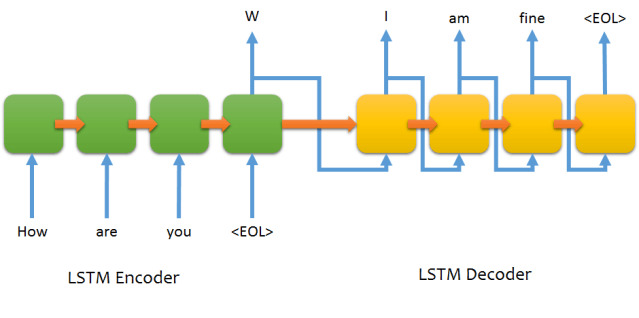 W I am fine <EOL>
How are you <EOL>
LSTM Encoder LSTM Decoder